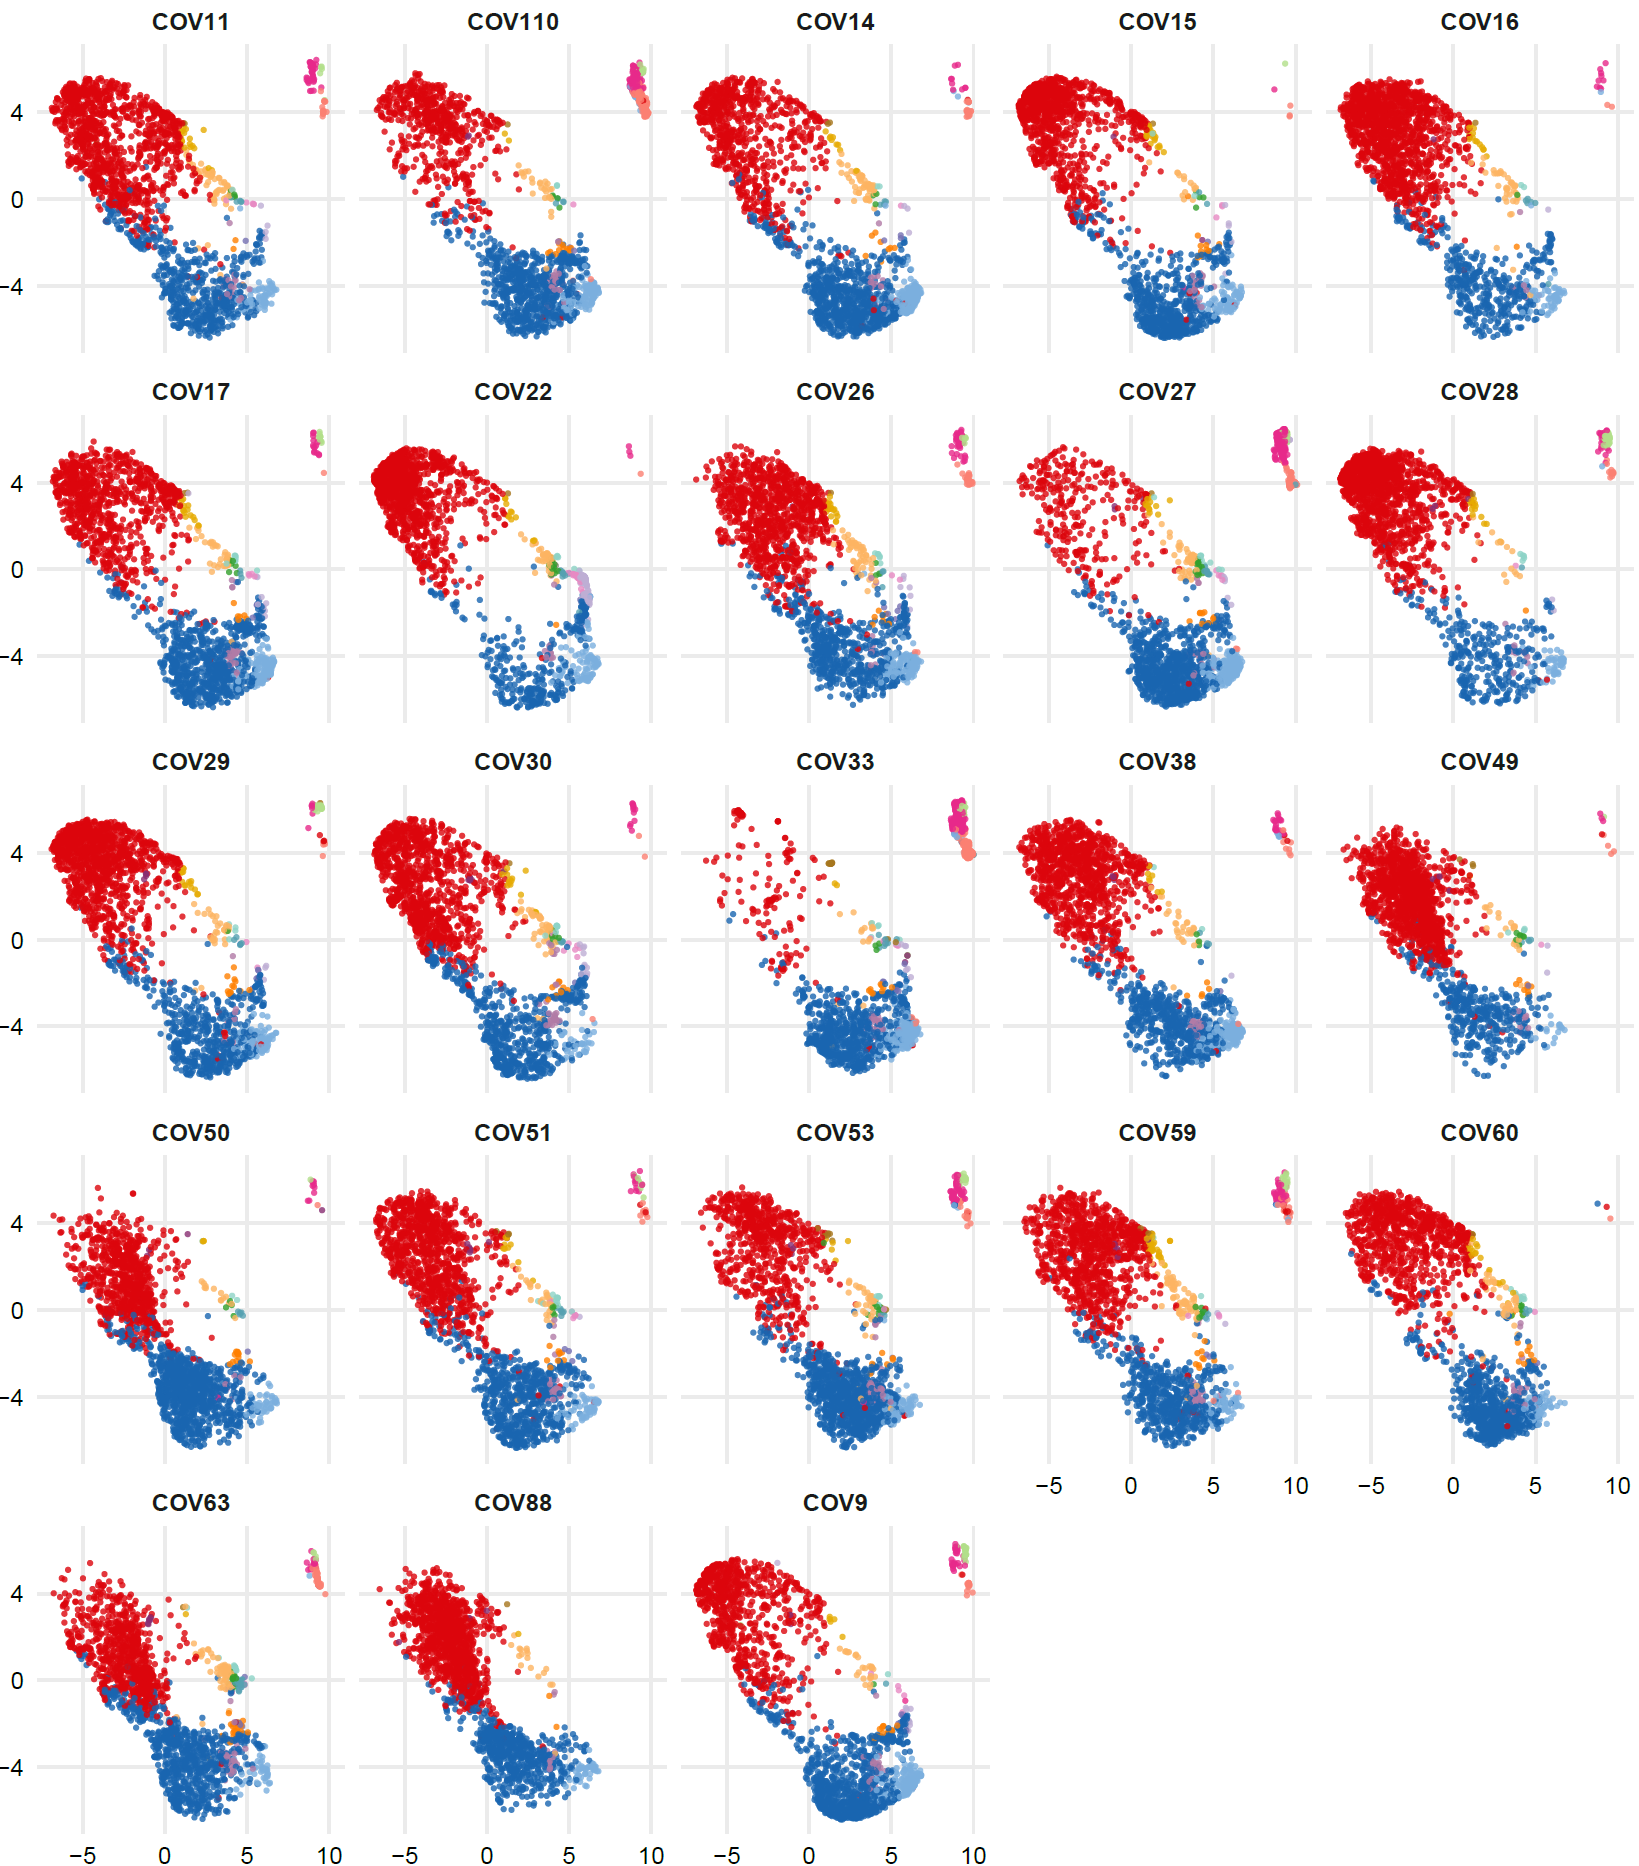 COV11 COV110 COV14 COV15 COV16
4
0
−4
COV17 COV22 COV26 COV27 COV28
4
0
−4
COV29 COV30 COV33 COV38 COV49
4
0
−4
COV50 COV51 COV53 COV59 COV60
4
0
−4
−5 0 5 10 −5 0 5 10
COV63 COV88 COV9
4
0
−4
−5 0 5 10 −5 0 5 10 −5 0 5 10